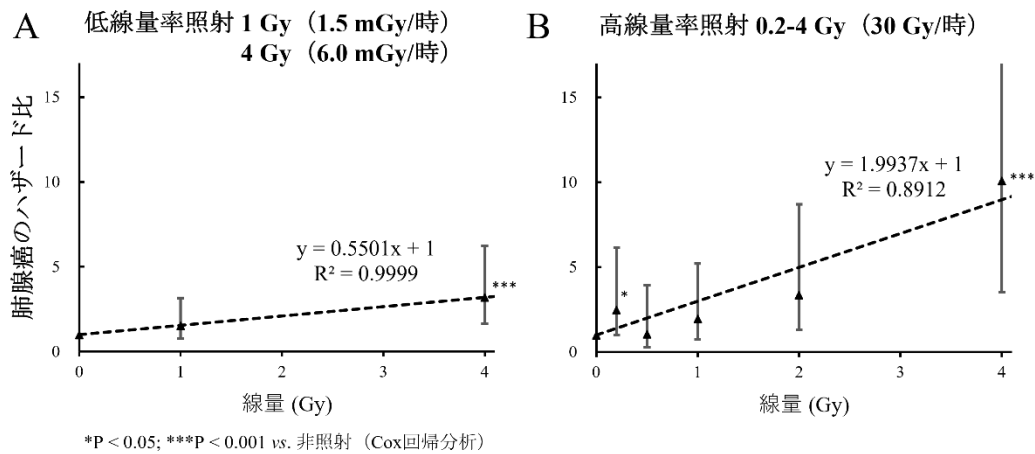 A
低線量率照射 1 Gy（1.5 mGy/時）
4 Gy（6.0 mGy/時）
肺腺癌のハザード比
15
10
5
0
y = 0.5501x + 1
R² = 0.9999
***
0 1 2 3 4
線量 (Gy)
B
高線量率照射 0.2-4 Gy（30 Gy/時）
15
10
5
0
y = 1.9937x + 1
R² = 0.8912
*
***
0 1 2 3 4
線量 (Gy)
*P < 0.05; ***P < 0.001 vs. 非照射（Cox回帰分析）